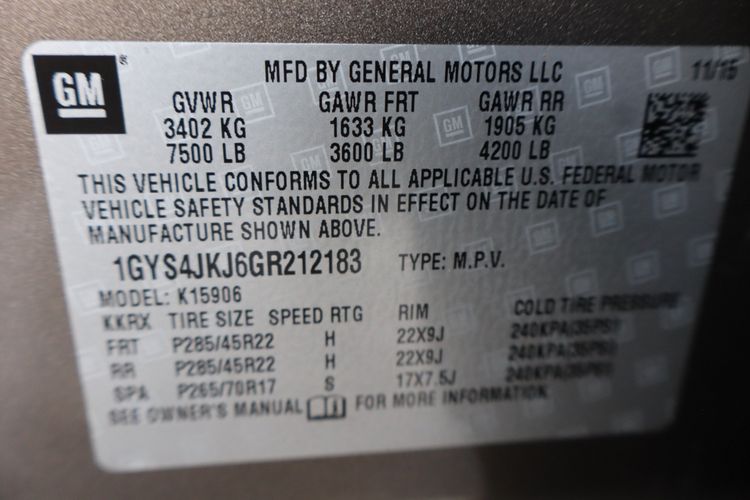 GM
MFD BY GENERAL MOTORS LLC 11/15
GVWR GAWR FRT GAWR RR
3402 KG 1633 KG 1905 KG
7500 LB 3600 LB 4200 LB
THIS VEHICLE CONFORMS TO ALL APPLICABLE U.S. FEDERAL MOTOR
VEHICLE SAFETY STANDARDS IN EFFECT ON THE DATE OF
MANUFACTURE SHOWN ABOVE.
1GYS4JKJ6GR212183 TYPE: M.P.V.
MODEL: K15906
KKRX TIRE SIZE SPEED RTG RIM COLD TIRE PRESSURE
FRT P285/45R22 H 22X9J 240KPA(35PSI)
RR P285/45R22 H 22X9J 240KPA(35PSI)
SPA P265/70R17 S 17X7.5J 240KPA(35PSI)
SEE OWNER'S MANUAL FOR MORE INFORMATION